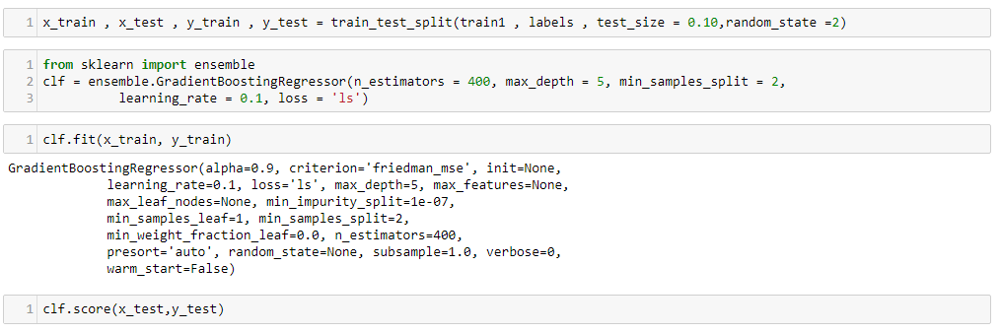 1 x_train , x_test , y_train , y_test = train_test_split(train1 , labels , test_size = 0.10,random_state =2)
1 from sklearn import ensemble
2 clf = ensemble.GradientBoostingRegressor(n_estimators = 400, max_depth = 5, min_samples_split = 2,
3 learning_rate = 0.1, loss = 'ls')
1 clf.fit(x_train, y_train)
GradientBoostingRegressor(alpha=0.9, criterion='friedman_mse', init=None,
learning_rate=0.1, loss='ls', max_depth=5, max_features=None,
max_leaf_nodes=None, min_impurity_split=1e-07,
min_samples_leaf=1, min_samples_split=2,
min_weight_fraction_leaf=0.0, n_estimators=400,
presort='auto', random_state=None, subsample=1.0, verbose=0,
warm_start=False)
1 clf.score(x_test,y_test)